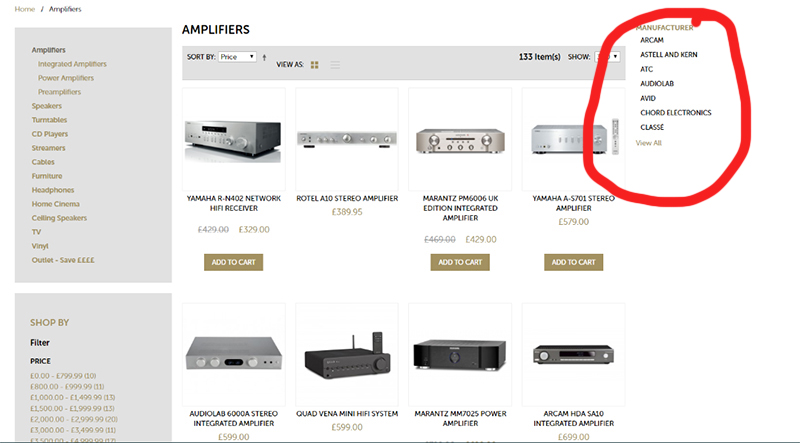 Home / Amplifiers
Amplifiers
Integrated Amplifiers
Power Amplifiers
Preamplifiers
Speakers
Turntables
CD Players
Streamers
Cables
Furniture
Headphones
Home Cinema
Ceiling Speakers
TV
Vinyl
Outlet - Save ££££
SHOP BY
Filter
PRICE
£0.00 - £799.99 (10)
£800.00 - £999.99 (11)
£1,000.00 - £1,499.99 (13)
£1,500.00 - £1,999.99 (13)
£2,000.00 - £2,999.99 (20)
£3,000.00 - £3,499.99 (11)
£3,500.00 - £4,999.99 (17)
AMPLIFIERS
SORT BY: Price
VIEW AS:
133 Item(s) SHOW:
YAMAHA R-N402 NETWORK
HIFI RECEIVER
£429.00 £329.00
ADD TO CART
ROTEL A10 STEREO AMPLIFIER
£389.95
MARANTZ PM6006 UK
EDITION INTEGRATED
AMPLIFIER
£469.00 £429.00
ADD TO CART
YAMAHA A-S701 STEREO
AMPLIFIER
£579.00
ADD TO CART
AUDIOLAB 6000A STEREO
INTEGRATED AMPLIFIER
£599.00
QUAD VENA MINI HIFI SYSTEM
£599.00
MARANTZ MM7025 POWER
AMPLIFIER
ARCAM HDA SA10
INTEGRATED AMPLIFIER
£699.00
MANUFACTURER
ARCAM
ASTELL AND KERN
ATC
AUDIOLAB
AVID
CHORD ELECTRONICS
CLASSÉ
View All